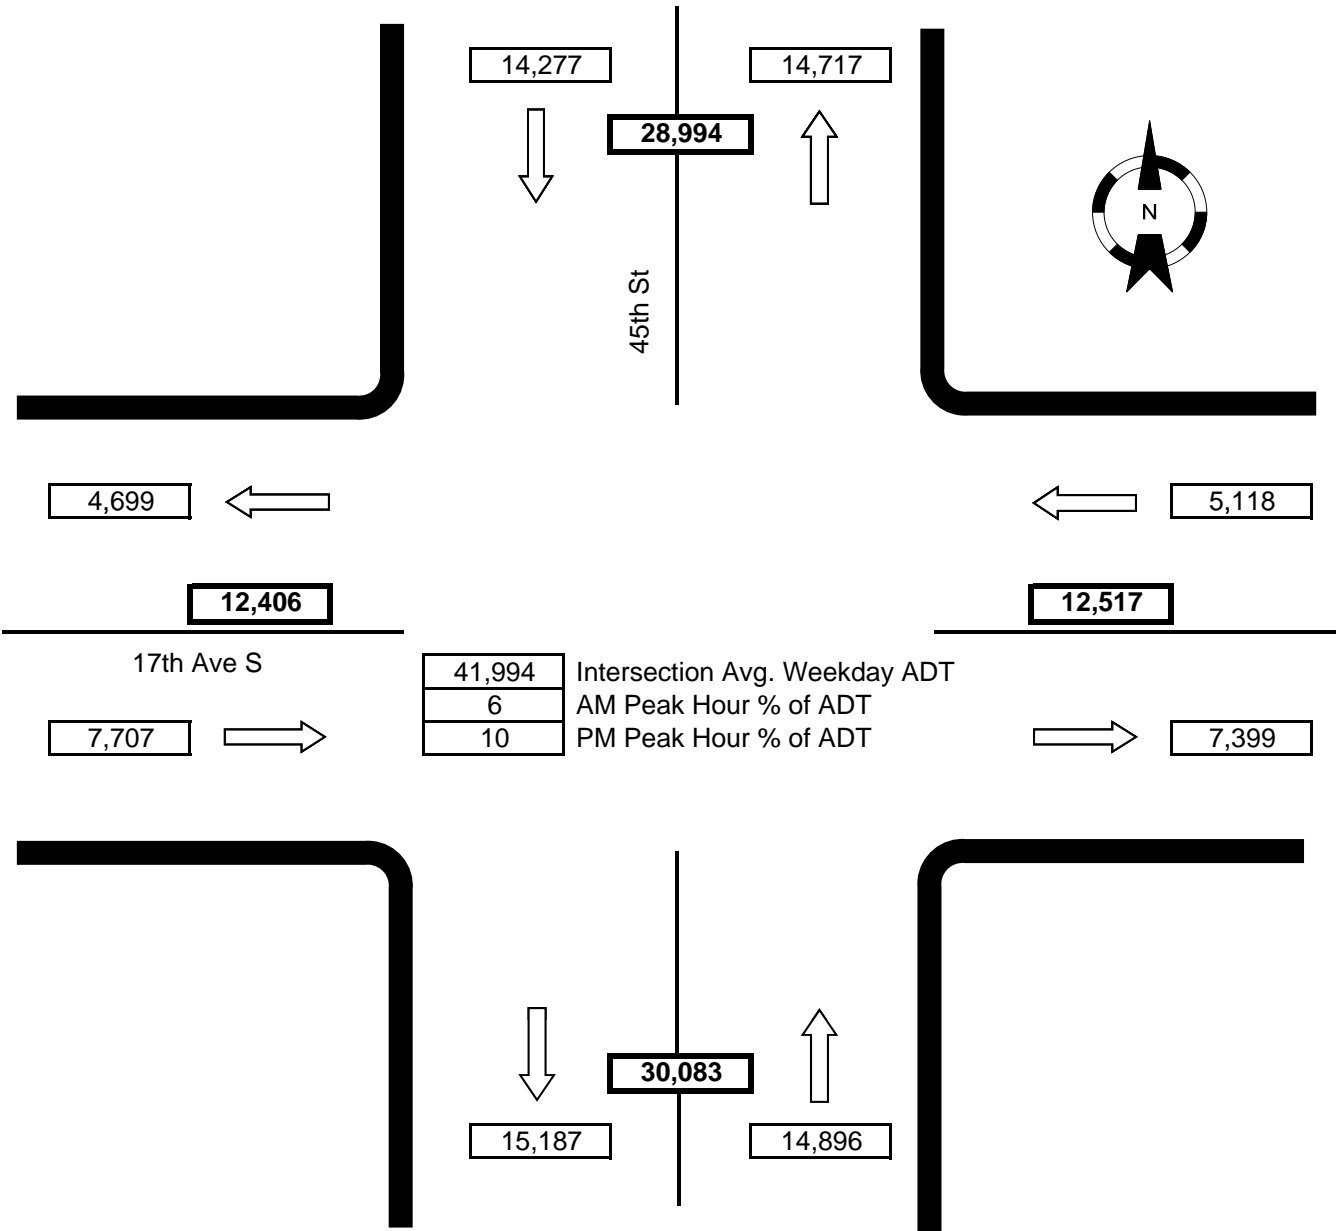 14,277 14,717
28,994
N
45th St
4,699 5,118
12,406 12,517
17th Ave S
41,994 Intersection Avg. Weekday ADT
6 AM Peak Hour % of ADT
10 PM Peak Hour % of ADT
7,707 7,399
30,083
15,187 14,896